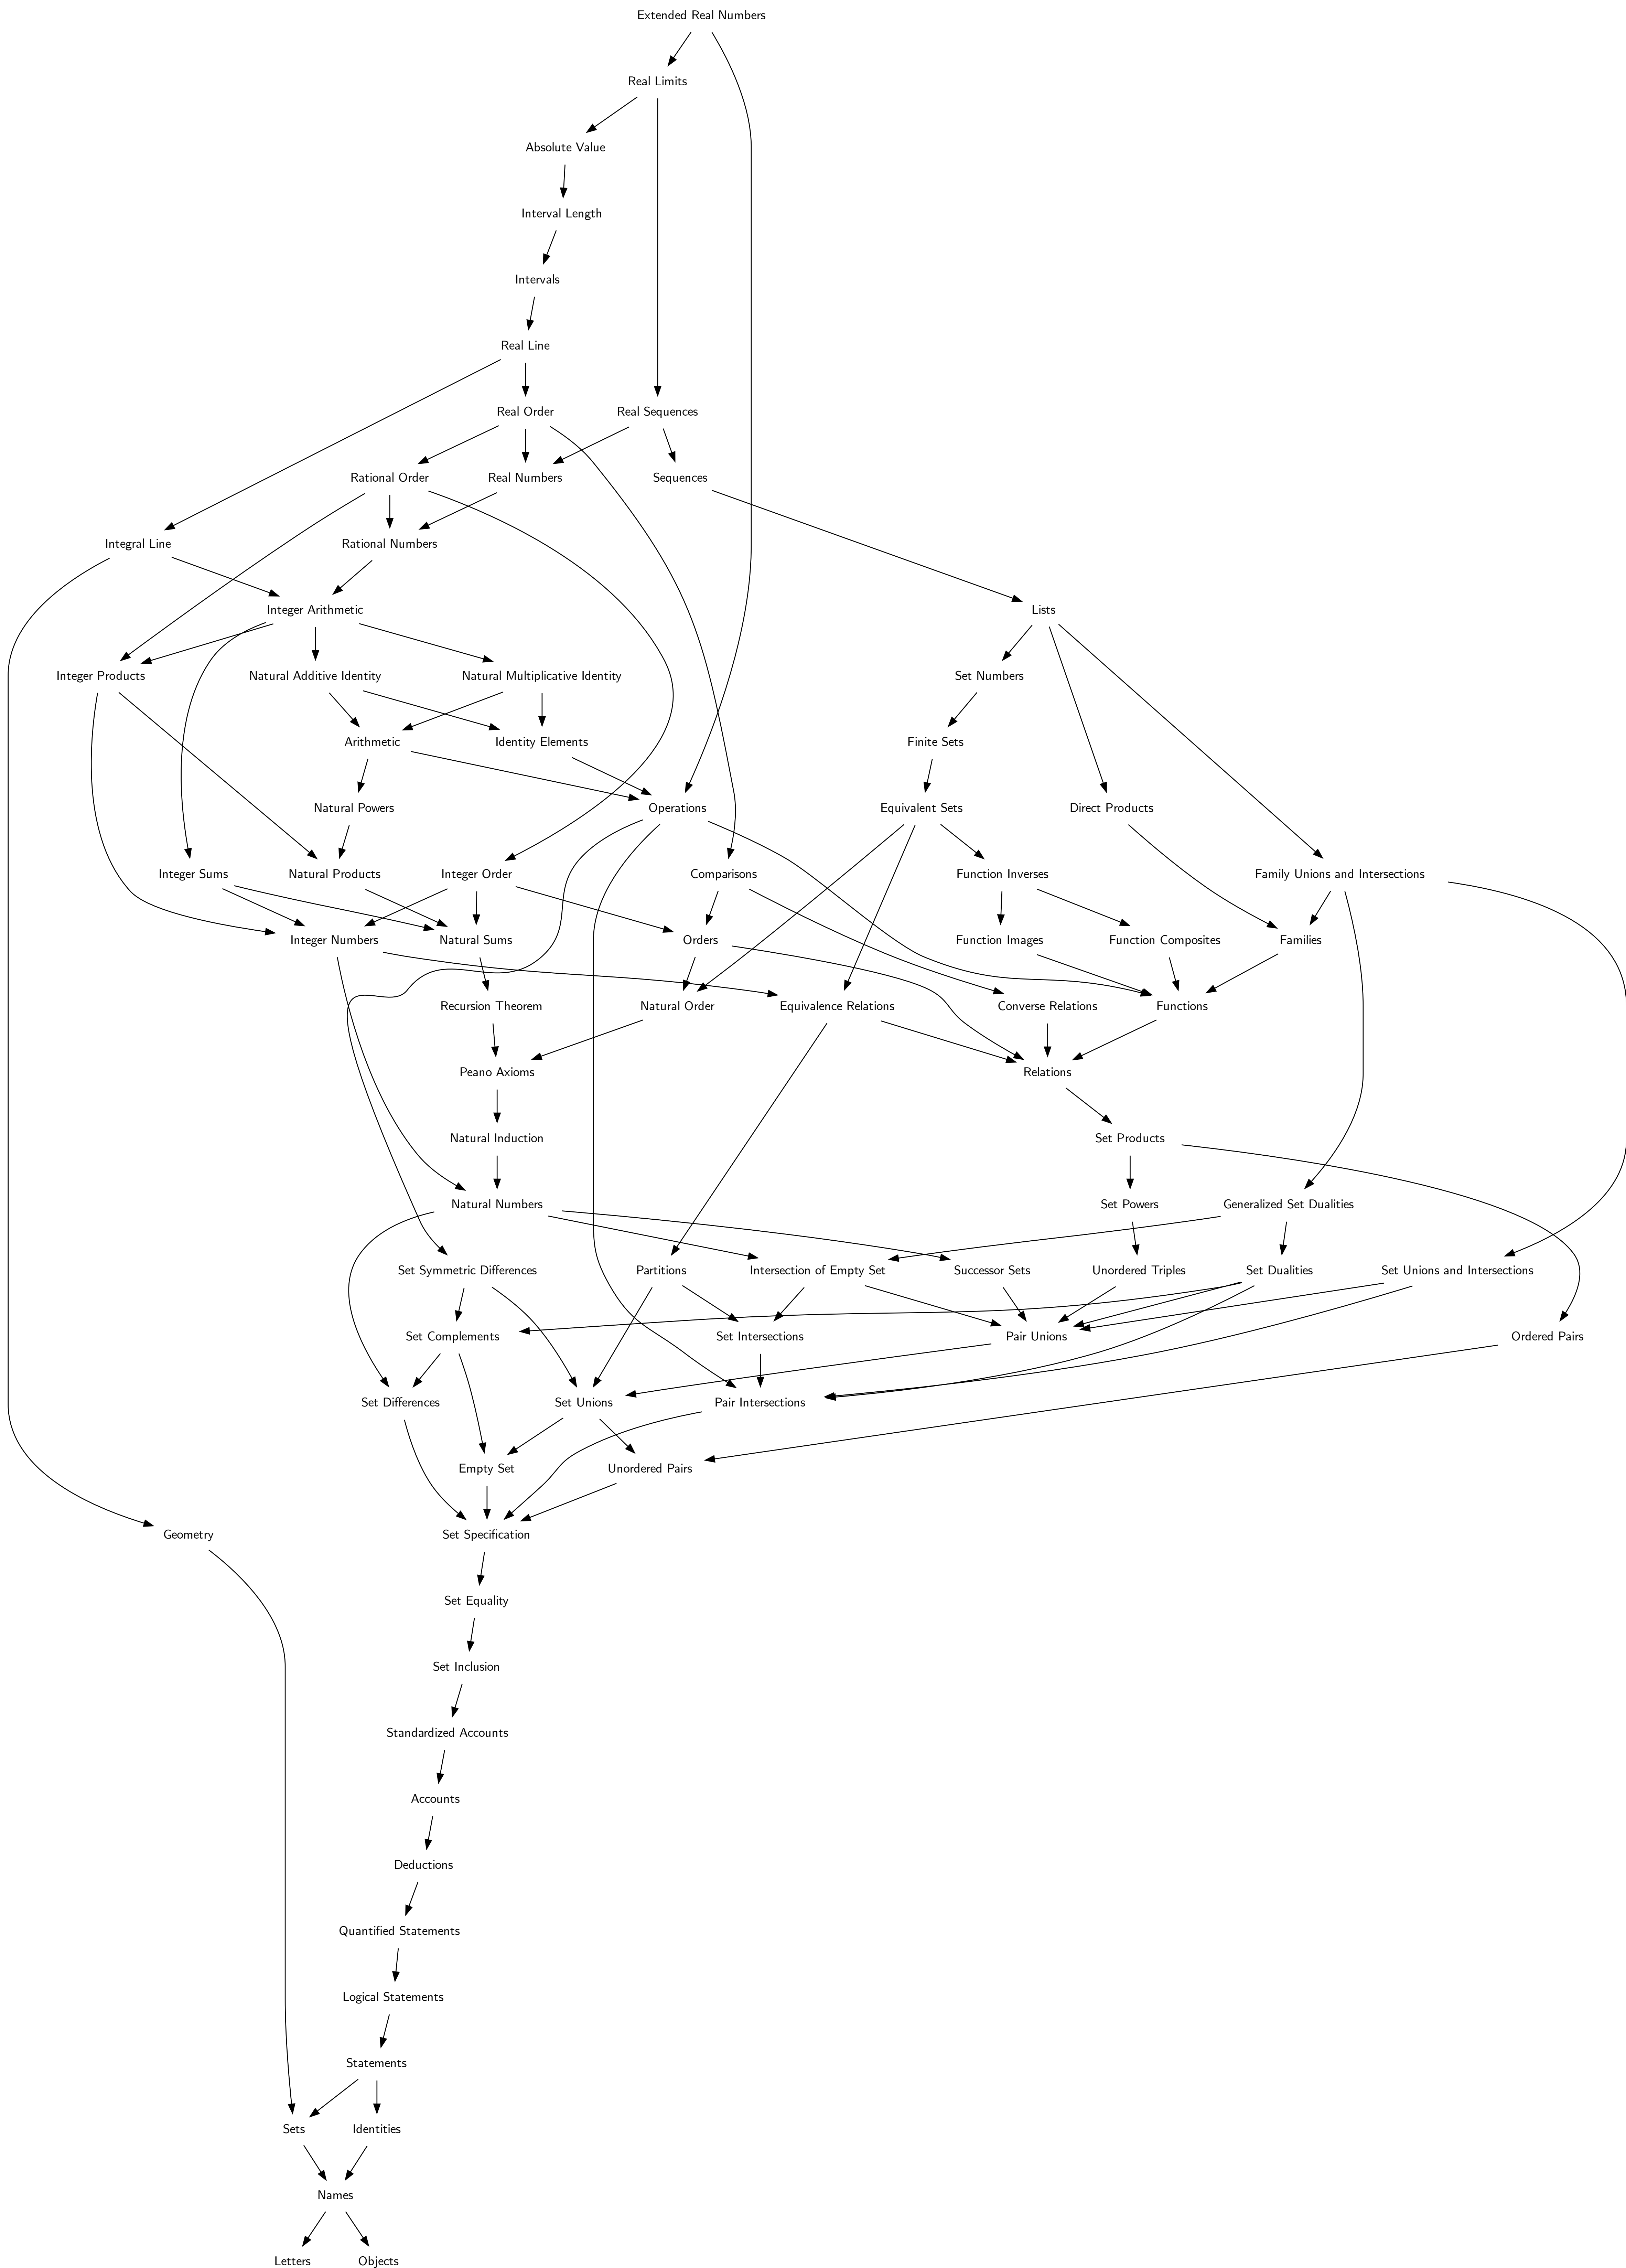 Extended Real Numbers
Real Limits
Absolute Value
Interval Length
Intervals
Real Line
Real Order
Real Sequences
Rational Order
Real Numbers
Sequences
Integral Line
Rational Numbers
Integer Arithmetic
Lists
Integer Products
Natural Additive Identity
Natural Multiplicative Identity
Set Numbers
Arithmetic
Identity Elements
Finite Sets
Natural Powers
Operations
Equivalent Sets
Direct Products
Integer Sums
Natural Products
Integer Order
Comparisons
Function Inverses
Family Unions and Intersections
Integer Numbers
Natural Sums
Orders
Function Images
Function Composites
Families
Recursion Theorem
Natural Order
Equivalence Relations
Converse Relations
Functions
Peano Axioms
Relations
Natural Induction
Set Products
Natural Numbers
Set Powers
Generalized Set Dualities
Set Symmetric Differences
Partitions
Intersection of Empty Set
Successor Sets
Unordered Triples
Set Dualities
Set Unions and Intersections
Set Complements
Set Intersections
Pair Unions
Ordered Pairs
Set Differences
Set Unions
Pair Intersections
Empty Set
Unordered Pairs
Geometry
Set Specification
Set Equality
Set Inclusion
Standardized Accounts
Accounts
Deductions
Quantified Statements
Logical Statements
Statements
Sets
Identities
Names
Letters
Objects